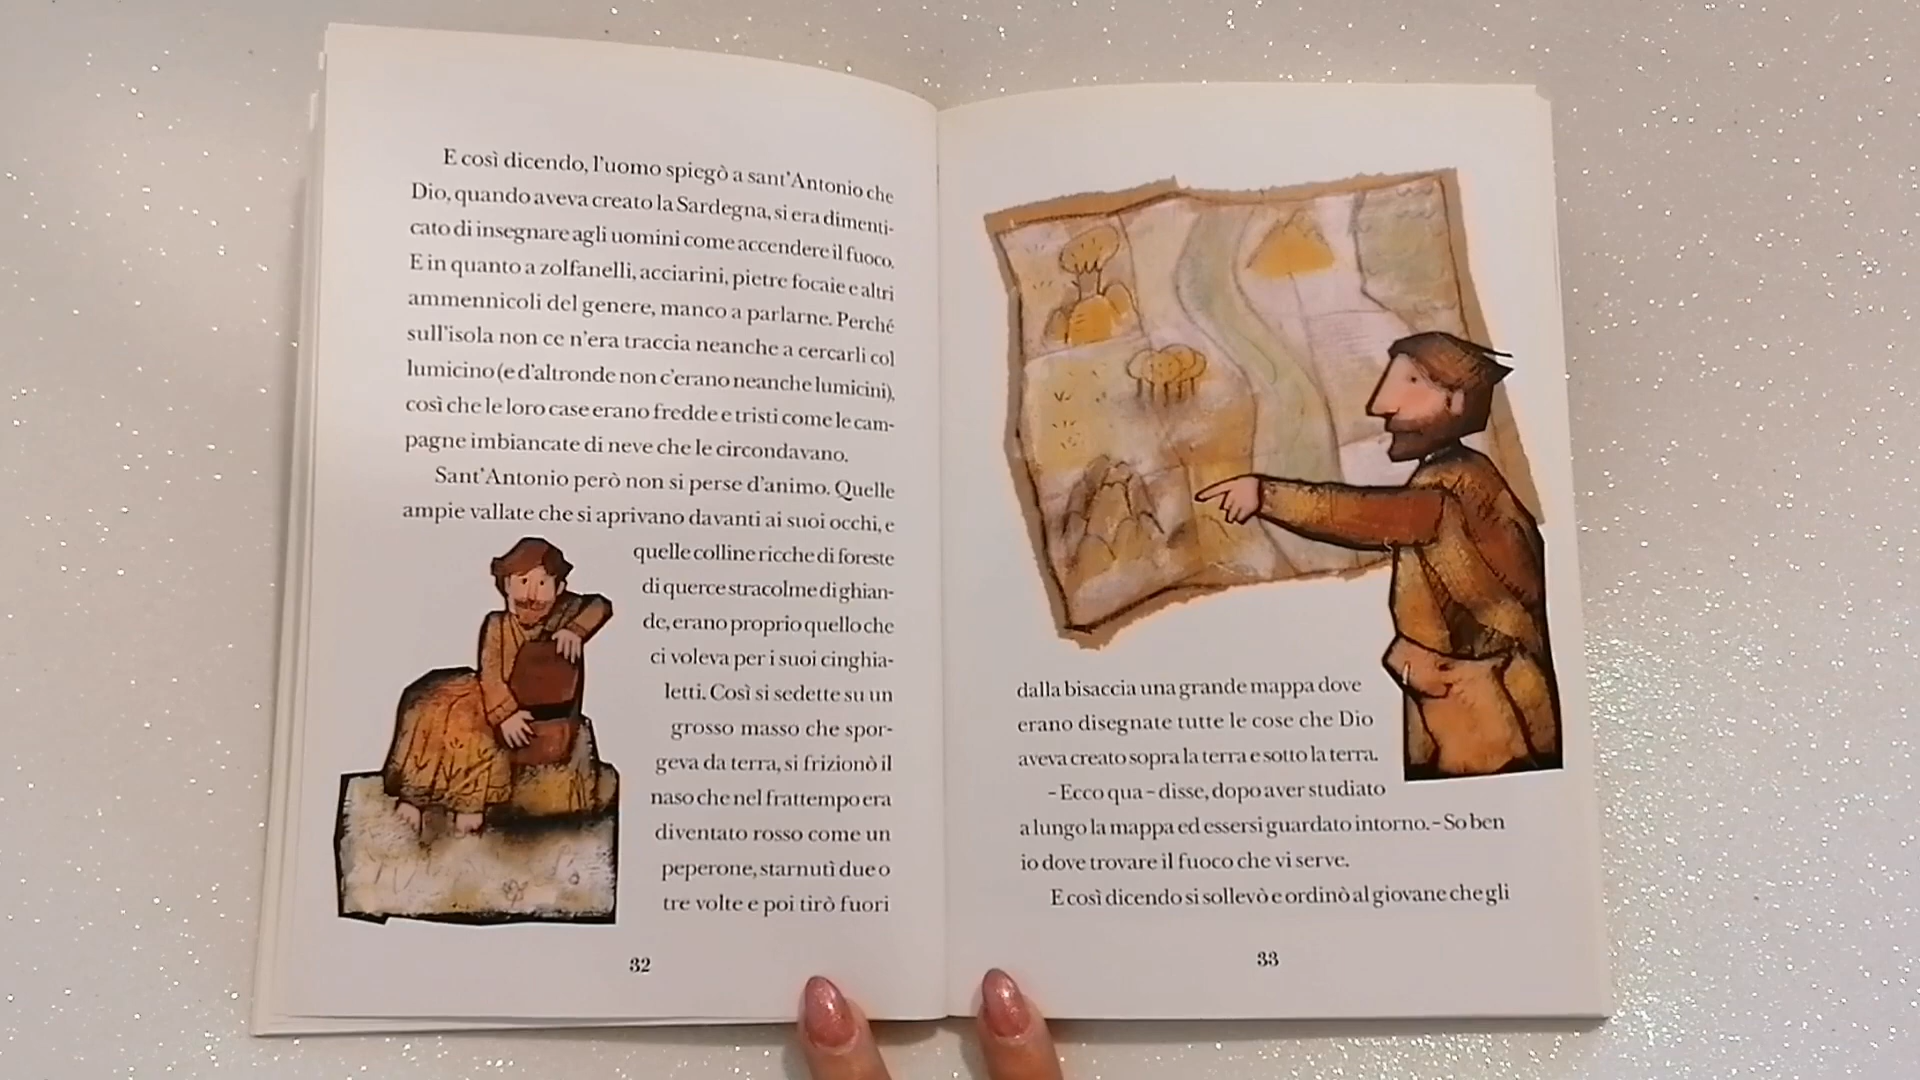 E così dicendo, l'uomo spiegò a sant'Antonio che
Dio, quando aveva creato la Sardegna, si era dimenti-
cato di insegnare agli uomini come accendere il fuoco.
E in quanto a zolfanelli, acciarini, pietre focaie e altri
ammennicoli del genere, manco a parlarne. Perché
sull'isola non ce n'era traccia neanche a cercarli col
lumicino (e d'altronde non c'erano neanche lumicini),
così che le loro case erano fredde e tristi come le cam-
pagne imbiancate di neve che le circondavano.
Sant'Antonio però non si perse d'animo. Quelle
ampie vallate che si aprivano davanti ai suoi occhi, e
quelle colline ricche di foreste
di querce stracolme di ghian-
de, erano proprio quello che
ci voleva per i suoi cinghia-
letti. Così si sedette su un
grosso masso che spor-
geva da terra, si frizionò il
naso che nel frattempo era
diventato rosso come un
peperone, starnutì due o
tre volte e poi tirò fuori
32
dalla bisaccia una grande mappa dove
erano disegnate tutte le cose che Dio
aveva creato sopra la terra e sotto la terra.
– Ecco qua – disse, dopo aver studiato
a lungo la mappa ed essersi guardato intorno. – So ben
io dove trovare il fuoco che vi serve.
E così dicendo si sollevò e ordinò al giovane che gli
33